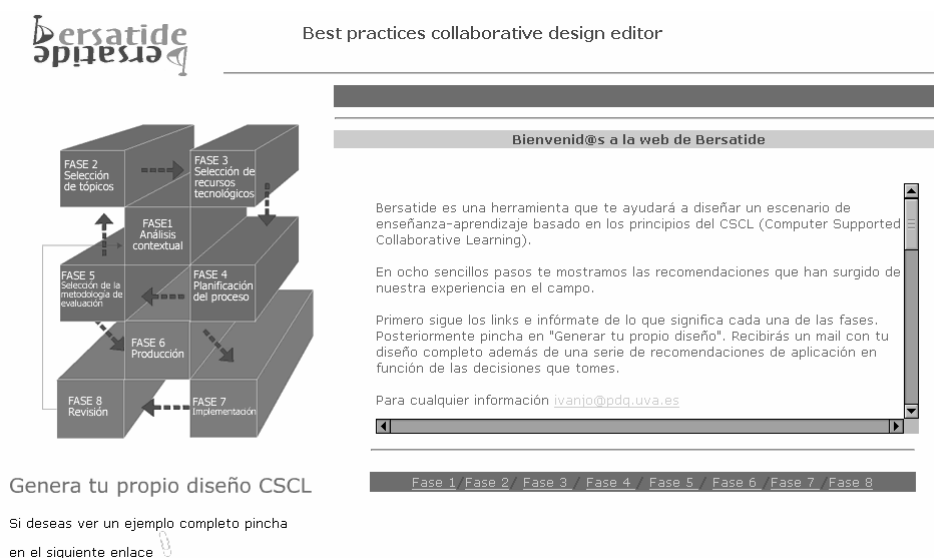 Bersatide
Best practices collaborative design editor
FASE 2
Selección
de tópicos
FASE 3
Selección de
recursos
tecnológicos
FASE1
Análisis
contextual
FASE 5
Selección de la
metodología de
evaluación
FASE 4
Planificación
del proceso
FASE 6
Producción
FASE 8
Revisión
FASE 7
Implementación
Genera tu propio diseño CSCL
Si deseas ver un ejemplo completo pincha
en el siguiente enlace
Bienvenid@s a la web de Bersatide
Bersatide es una herramienta que te ayudará a diseñar un escenario de
enseñanza-aprendizaje basado en los principios del CSCL (Computer Supported
Collaborative Learning).
En ocho sencillos pasos te mostramos las recomendaciones que han surgido de
nuestra experiencia en el campo.
Primero sigue los links e infórmate de lo que significa cada una de las fases.
Posteriormente pincha en "Generar tu propio diseño". Recibirás un mail con tu
diseño completo además de una serie de recomendaciones de aplicación en
función de las decisiones que tomes.
Para cualquier información ivanjo@pdq.uva.es
Fase 1 / Fase 2 / Fase 3 / Fase 4 / Fase 5 / Fase 6 / Fase 7 / Fase 8